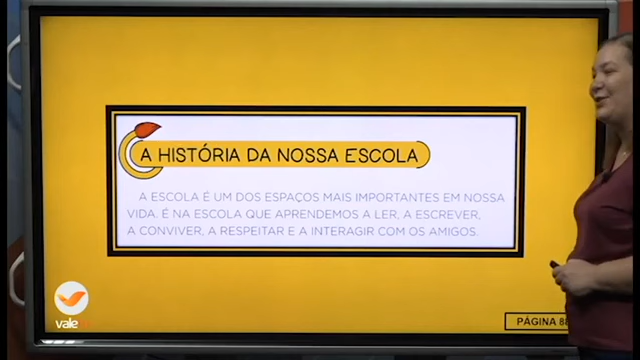 A HISTÓRIA DA NOSSA ESCOLA
A ESCOLA É UM DOS ESPAÇOS MAIS IMPORTANTES EM NOSSA
VIDA. É NA ESCOLA QUE APRENDEMOS A LER, A ESCREVER,
A CONVIVER, A RESPEITAR E A INTERAGIR COM OS AMIGOS.
vale
PÁGINA